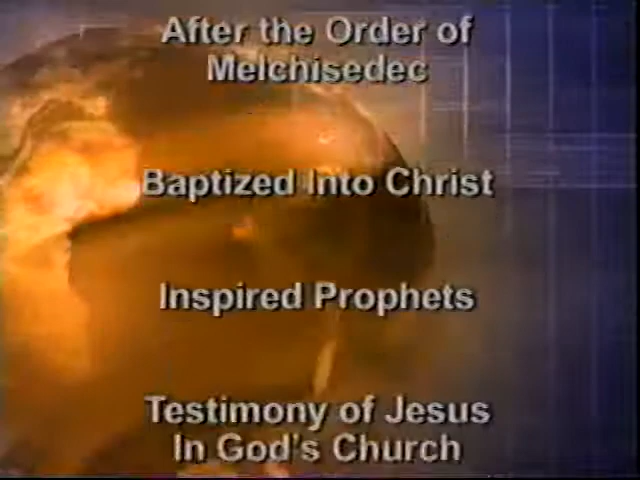 After the Order of
Melchisedec
Baptized Into Christ
Inspired Prophets
Testimony of Jesus
In God's Church